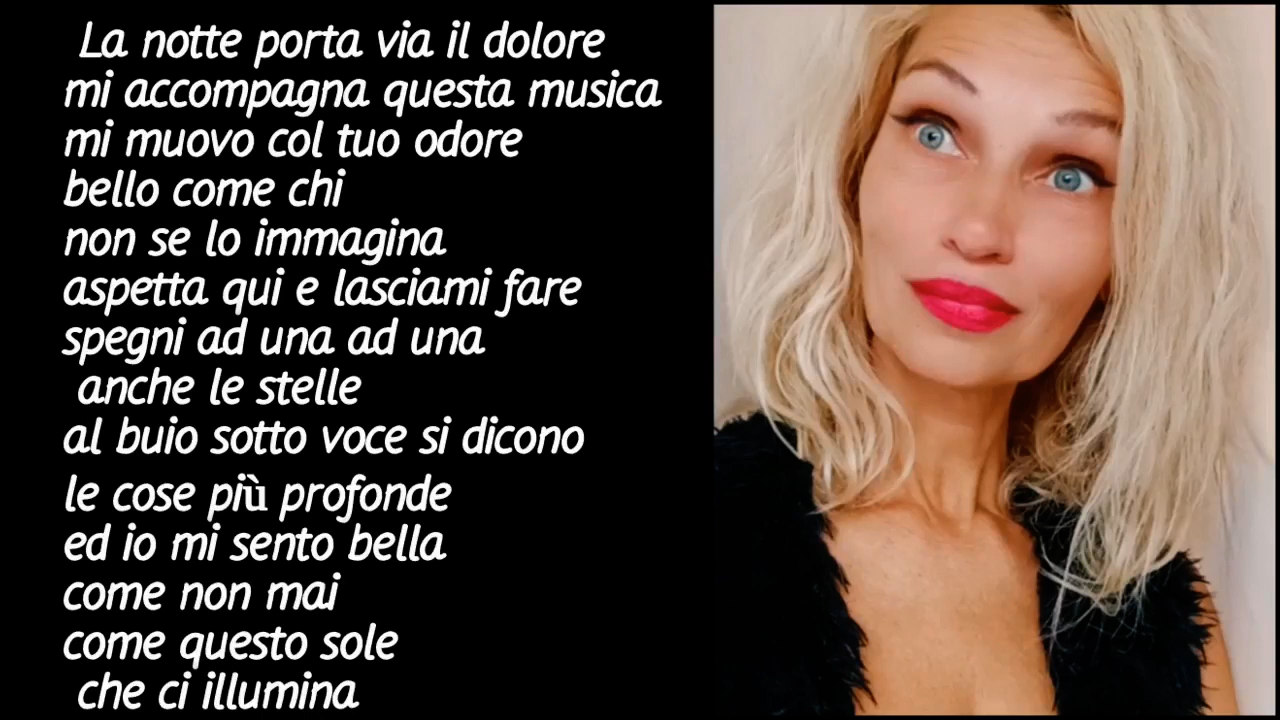 La notte porta via il dolore
mi accompagna questa musica
mi muovo col tuo odore
bello come chi
non se lo immagina
aspetta qui e lasciami fare
spegni ad una ad una
anche le stelle
al buio sotto voce si dicono
le cose più profonde
ed io mi sento bella
come non mai
come questo sole
che ci illumina